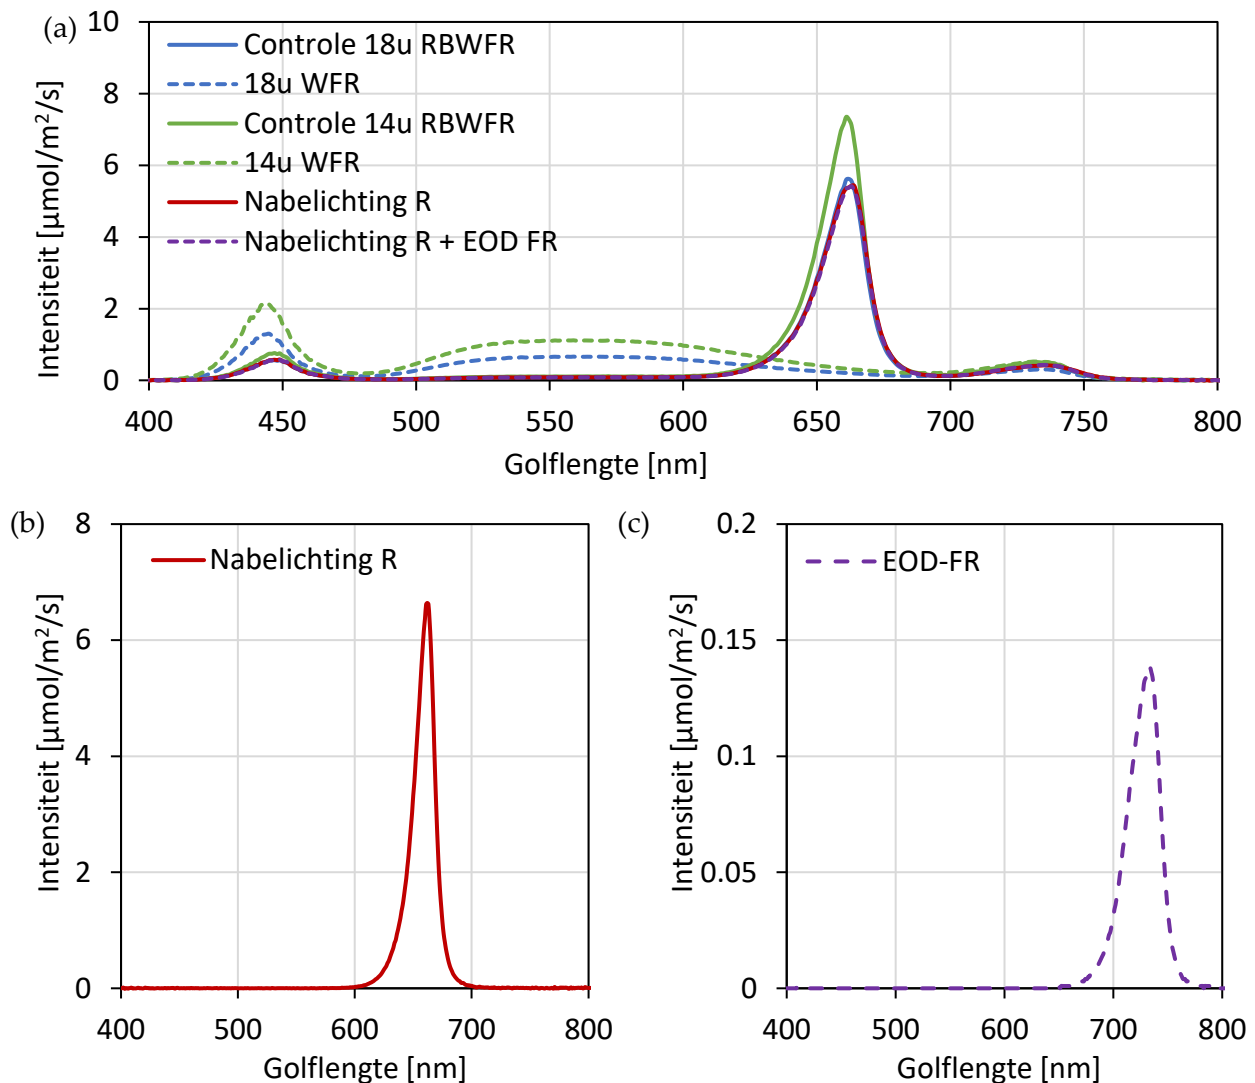 (a)
Intensiteit [µmol/m²/s]
10
8
6
4
2
0
Controle 18u RBWFR
18u WFR
Controle 14u RBWFR
14u WFR
Nabelichting R
Nabelichting R + EOD FR
400 450 500 550 600 650 700 750 800
Golflengte [nm]
(b)
Intensiteit [µmol/m²/s]
8
6
4
2
0
Nabelichting R
400 500 600 700 800
Golflengte [nm]
(c)
Intensiteit [µmol/m²/s]
0.2
0.15
0.1
0.05
0
EOD-FR
400 500 600 700 800
Golflengte [nm]